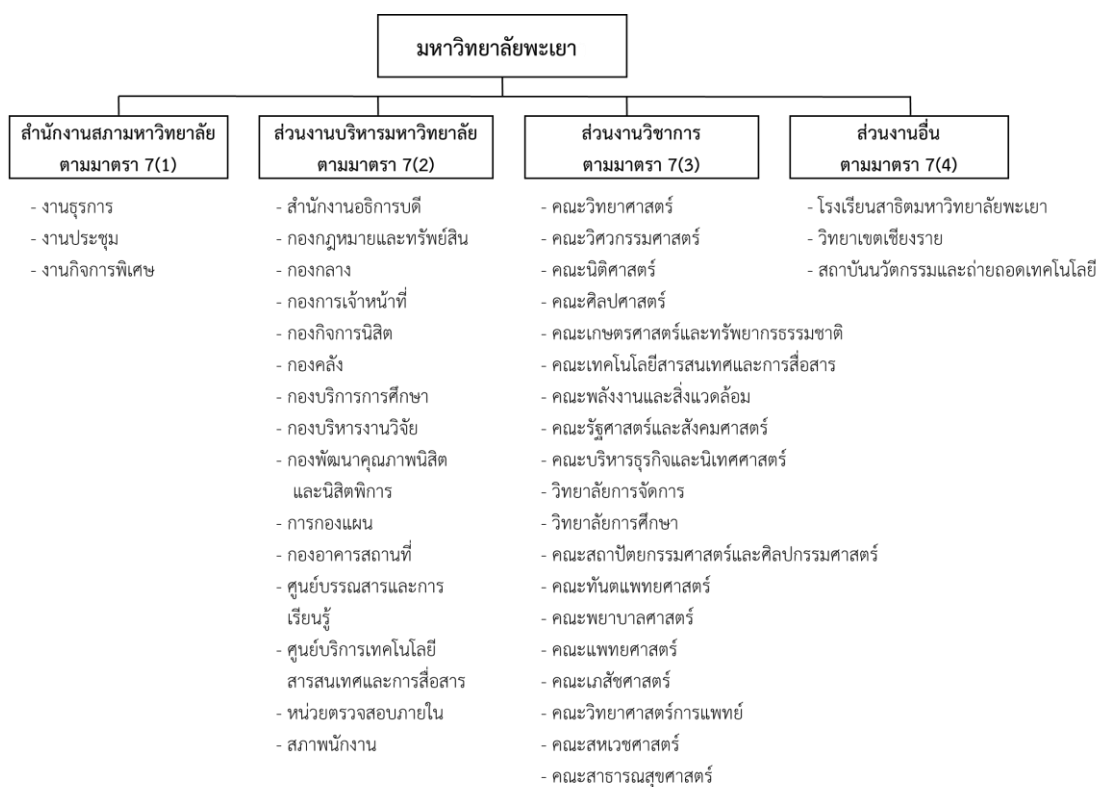 มหาวิทยาลัยพะเยา
สำนักงานสภามหาวิทยาลัย
ตามมาตรา 7(1)
- งานธุรการ
- งานประชุม
- งานกิจการพิเศษ
ส่วนงานบริหารมหาวิทยาลัย
ตามมาตรา 7(2)
- สำนักงานอธิการบดี
- กองกฎหมายและทรัพย์สิน
- กองกลาง
- กองการเจ้าหน้าที่
- กองกิจการนิสิต
- กองคลัง
- กองบริการการศึกษา
- กองบริหารงานวิจัย
- กองพัฒนาคุณภาพนิสิต
และนิสิตพิการ
- การกองแผน
- กองอาคารสถานที่
- ศูนย์บรรณสารและการ
เรียนรู้
- ศูนย์บริการเทคโนโลยี
สารสนเทศและการสื่อสาร
- หน่วยตรวจสอบภายใน
- สภาพนักงาน
ส่วนงานวิชาการ
ตามมาตรา 7(3)
- คณะวิทยาศาสตร์
- คณะวิศวกรรมศาสตร์
- คณะนิติศาสตร์
- คณะศิลปศาสตร์
- คณะเกษตรศาสตร์และทรัพยากรธรรมชาติ
- คณะเทคโนโลยีสารสนเทศและการสื่อสาร
- คณะพลังงานและสิ่งแวดล้อม
- คณะรัฐศาสตร์และสังคมศาสตร์
- คณะบริหารธุรกิจและนิเทศศาสตร์
- วิทยาลัยการจัดการ
- วิทยาลัยการศึกษา
- คณะสถาปัตยกรรมศาสตร์และศิลปกรรมศาสตร์
- คณะทันตแพทยศาสตร์
- คณะพยาบาลศาสตร์
- คณะแพทยศาสตร์
- คณะเภสัชศาสตร์
- คณะวิทยาศาสตร์การแพทย์
- คณะสหเวชศาสตร์
- คณะสาธารณสุขศาสตร์
ส่วนงานอื่น
ตามมาตรา 7(4)
- โรงเรียนสาธิตมหาวิทยาลัยพะเยา
- วิทยาเขตเชียงราย
- สถาบันนวัตกรรมและถ่ายถอดเทคโนโลยี